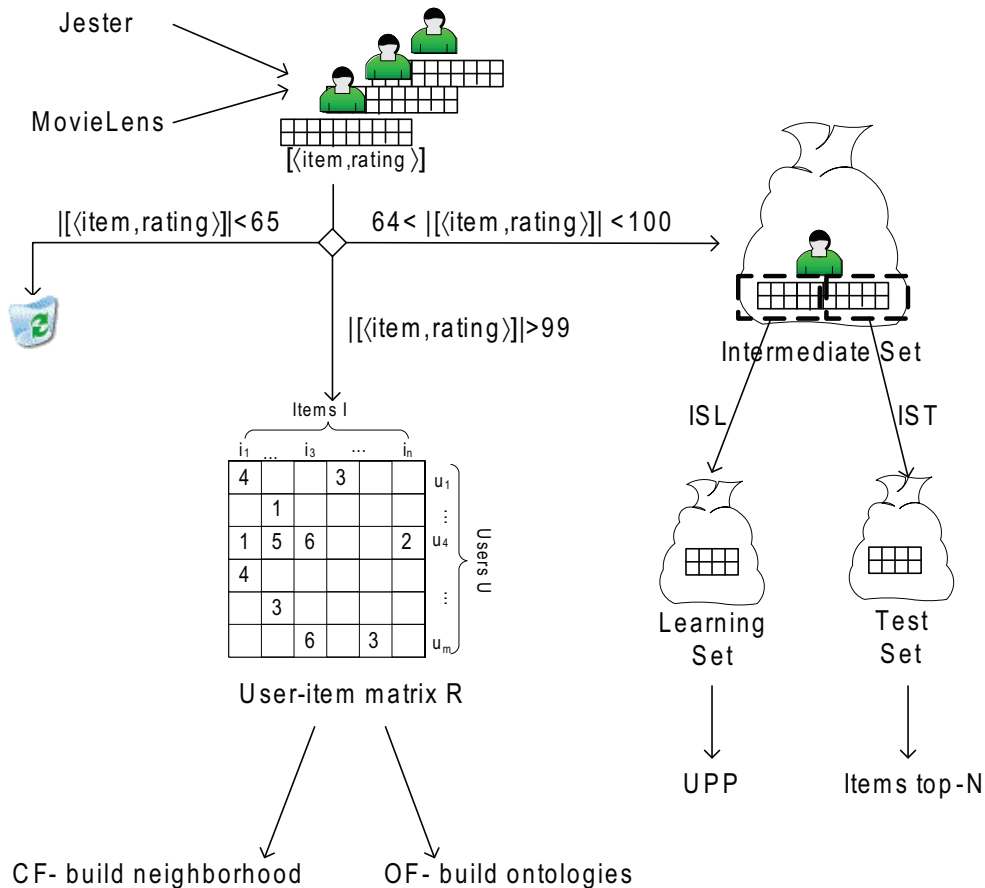 Jester
MovieLens
[⟨item,rating ⟩]
|[⟨item,rating⟩]|<65
64< |[⟨item,rating⟩]| <100
|[⟨item,rating⟩]|>99
Intermediate Set
ISL
IST
Items I
i1 ... i3 ... in
4 3 u1
1 ...
1 5 6 2 u4
4
3 ...
6 3 um
Users U
User-item matrix R
Learning
Set
Test
Set
UPP
Items top-N
CF- build neighborhood
OF- build ontologies